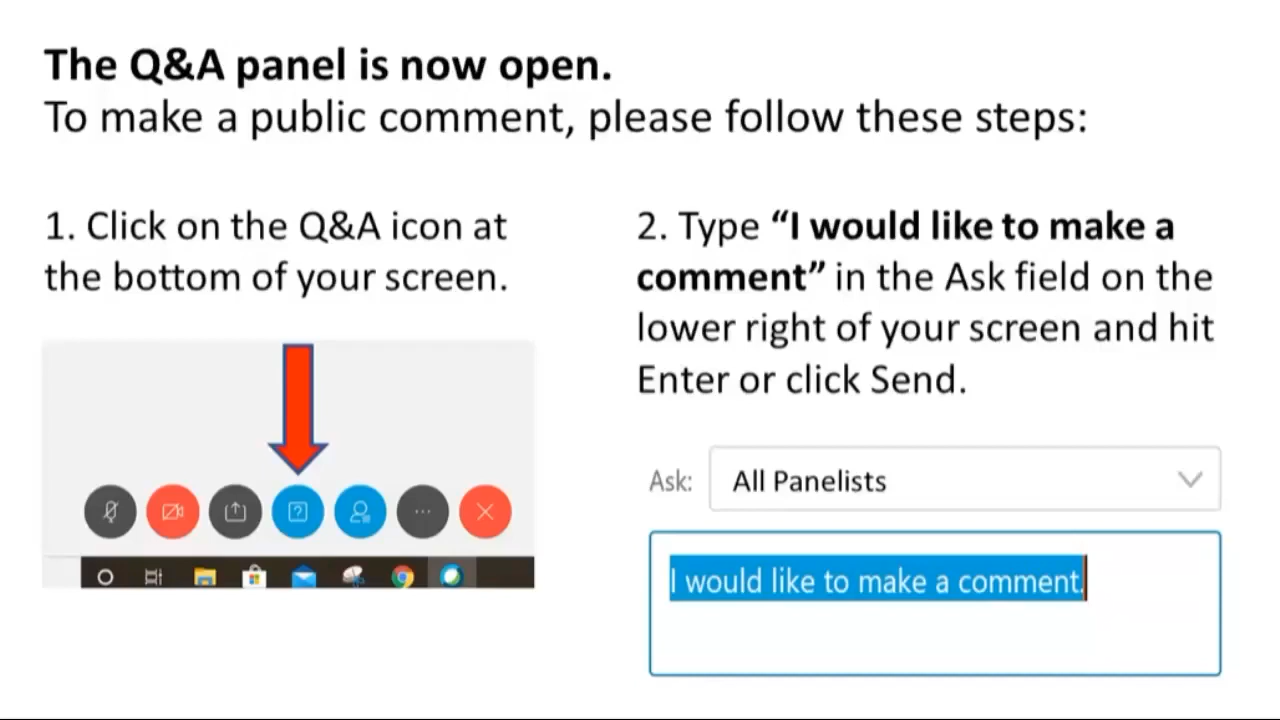 The Q&A panel is now open.
To make a public comment, please follow these steps:
1. Click on the Q&A icon at
the bottom of your screen.
2. Type “I would like to make a
comment” in the Ask field on the
lower right of your screen and hit
Enter or click Send.
Ask: All Panelists
I would like to make a comment.